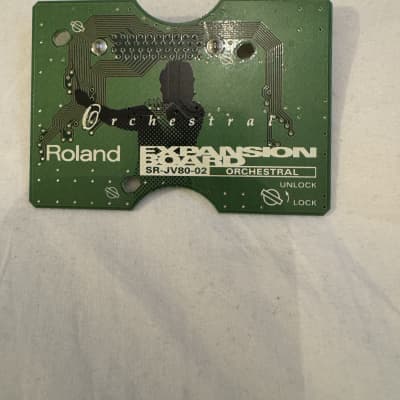 Orchestral
Roland
EXPANSION
BOARD
SR-JV80-02 ORCHESTRAL
UNLOCK
LOCK